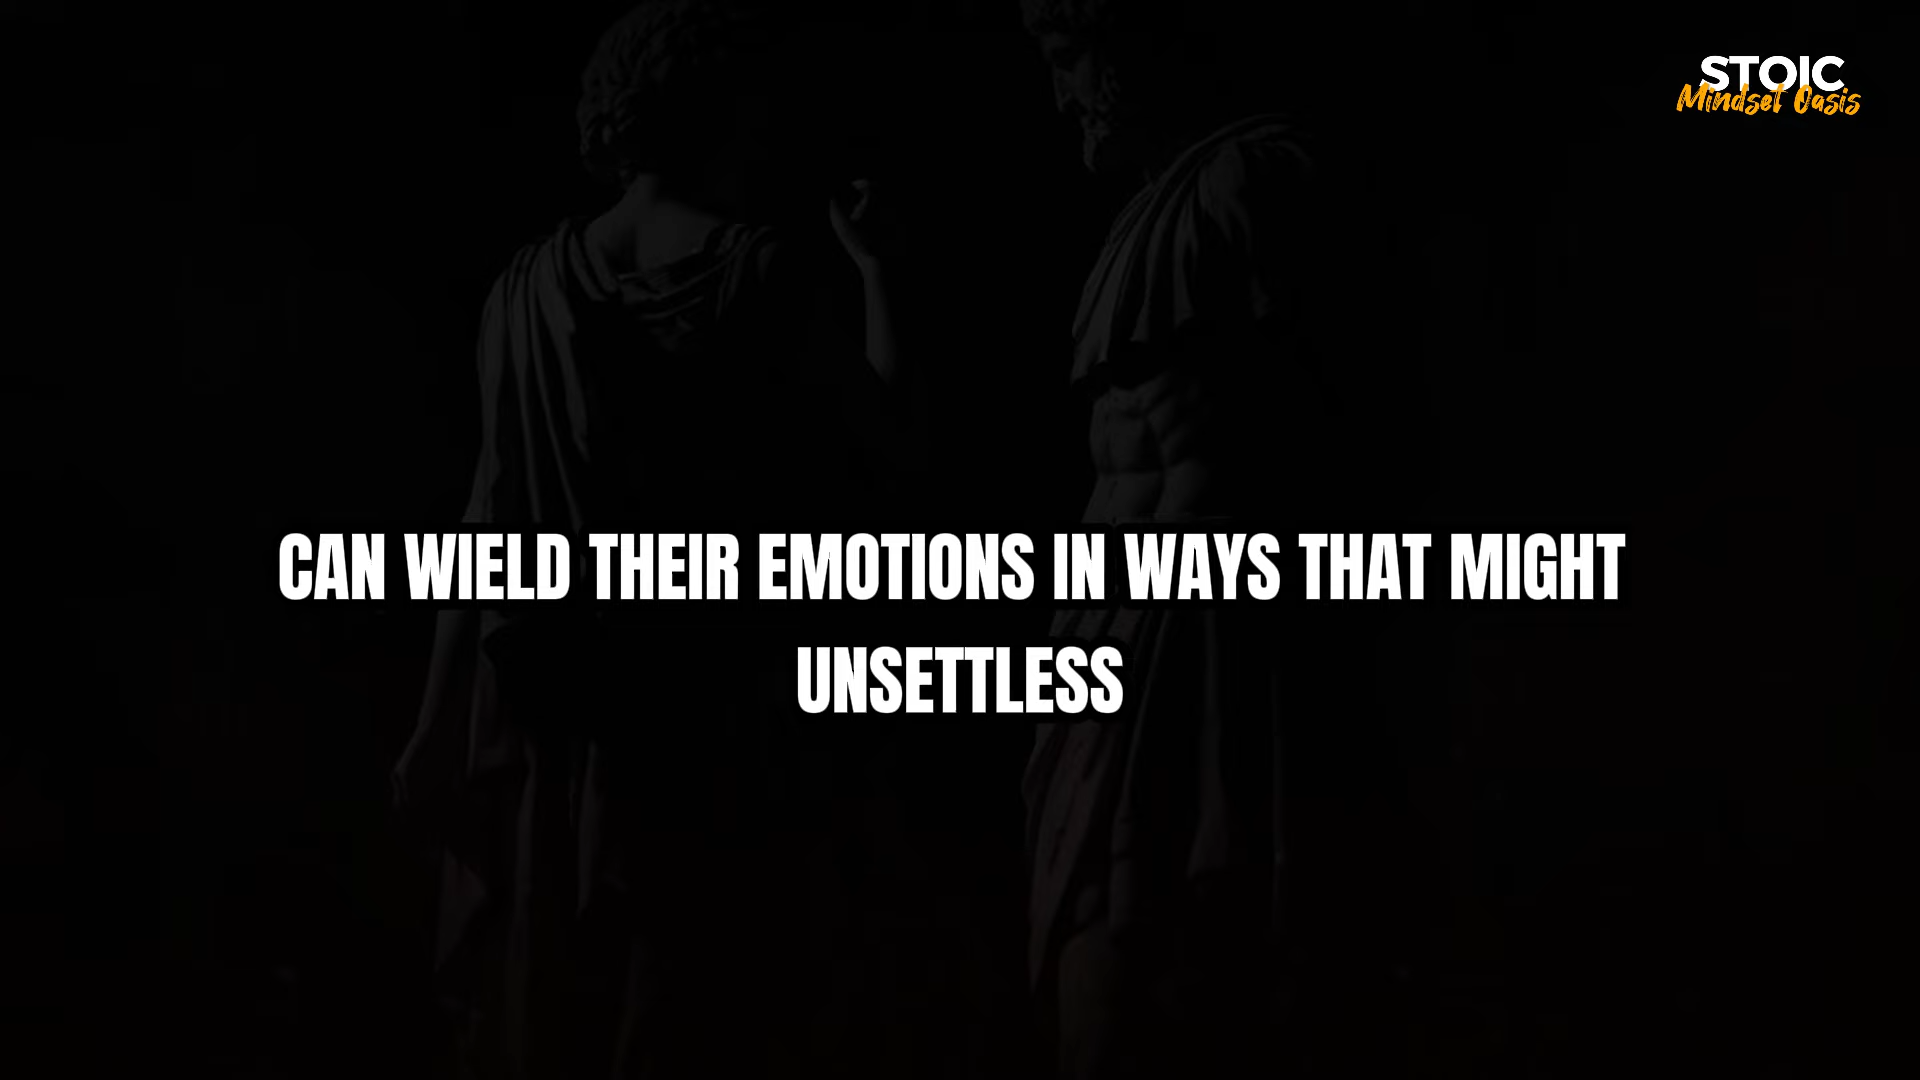 STOIC
Mindset Oasis
CAN WIELD THEIR EMOTIONS IN WAYS THAT MIGHT
UNSETTLESS